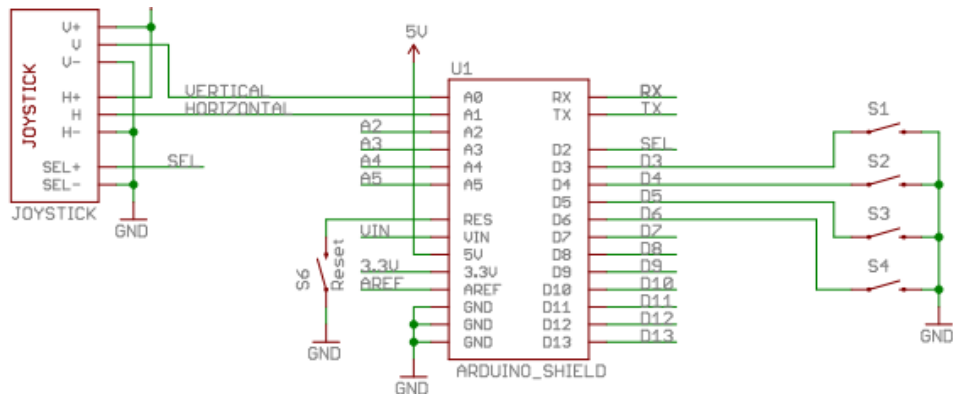 JOYSTICK
V+
V
V-
H+
H
H-
SEL+
SEL-
SEL
JOYSTICK
GND
VERTICAL
HORIZONTAL
A2
A3
A4
A5
5V
U1
A0
A1
A2
A3
A4
A5
RES
VIN
5V
3.3V
AREF
GND
GND
GND
VIN
3.3V
AREF
S6
Reset
GND
GND
RX
TX
D2
D3
D4
D5
D6
D7
D8
D9
D10
D11
D12
D13
ARDUINO_SHIELD
RX
TX
SEL
D3
D4
D5
D6
D7
D8
D9
D10
D11
D12
D13
S1
S2
S3
S4
GND